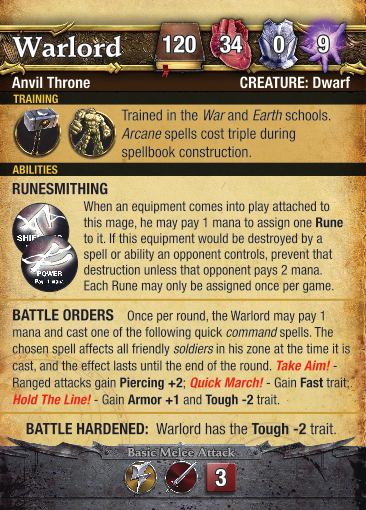 Warlord 120 34 0 9
Anvil Throne CREATURE: Dwarf
TRAINING
Trained in the War and Earth schools.
Arcane spells cost triple during
spellbook construction.
ABILITIES
RUNESMITHING
When an equipment comes into play attached to
this mage, he may pay 1 mana to assign one Rune
to it. If this equipment would be destroyed by a
spell or ability an opponent controls, prevent that
destruction unless that opponent pays 2 mana.
Each Rune may only be assigned once per game.
POWER
BATTLE ORDERS Once per round, the Warlord may pay 1
mana and cast one of the following quick command spells. The
chosen spell affects all friendly soldiers in his zone at the time it is
cast, and the effect lasts until the end of the round. Take Aim! -
Ranged attacks gain Piercing +2; Quick March! - Gain Fast trait;
Hold The Line! - Gain Armor +1 and Tough -2 trait.
BATTLE HARDENED: Warlord has the Tough -2 trait.
Basic Melee Attack
3